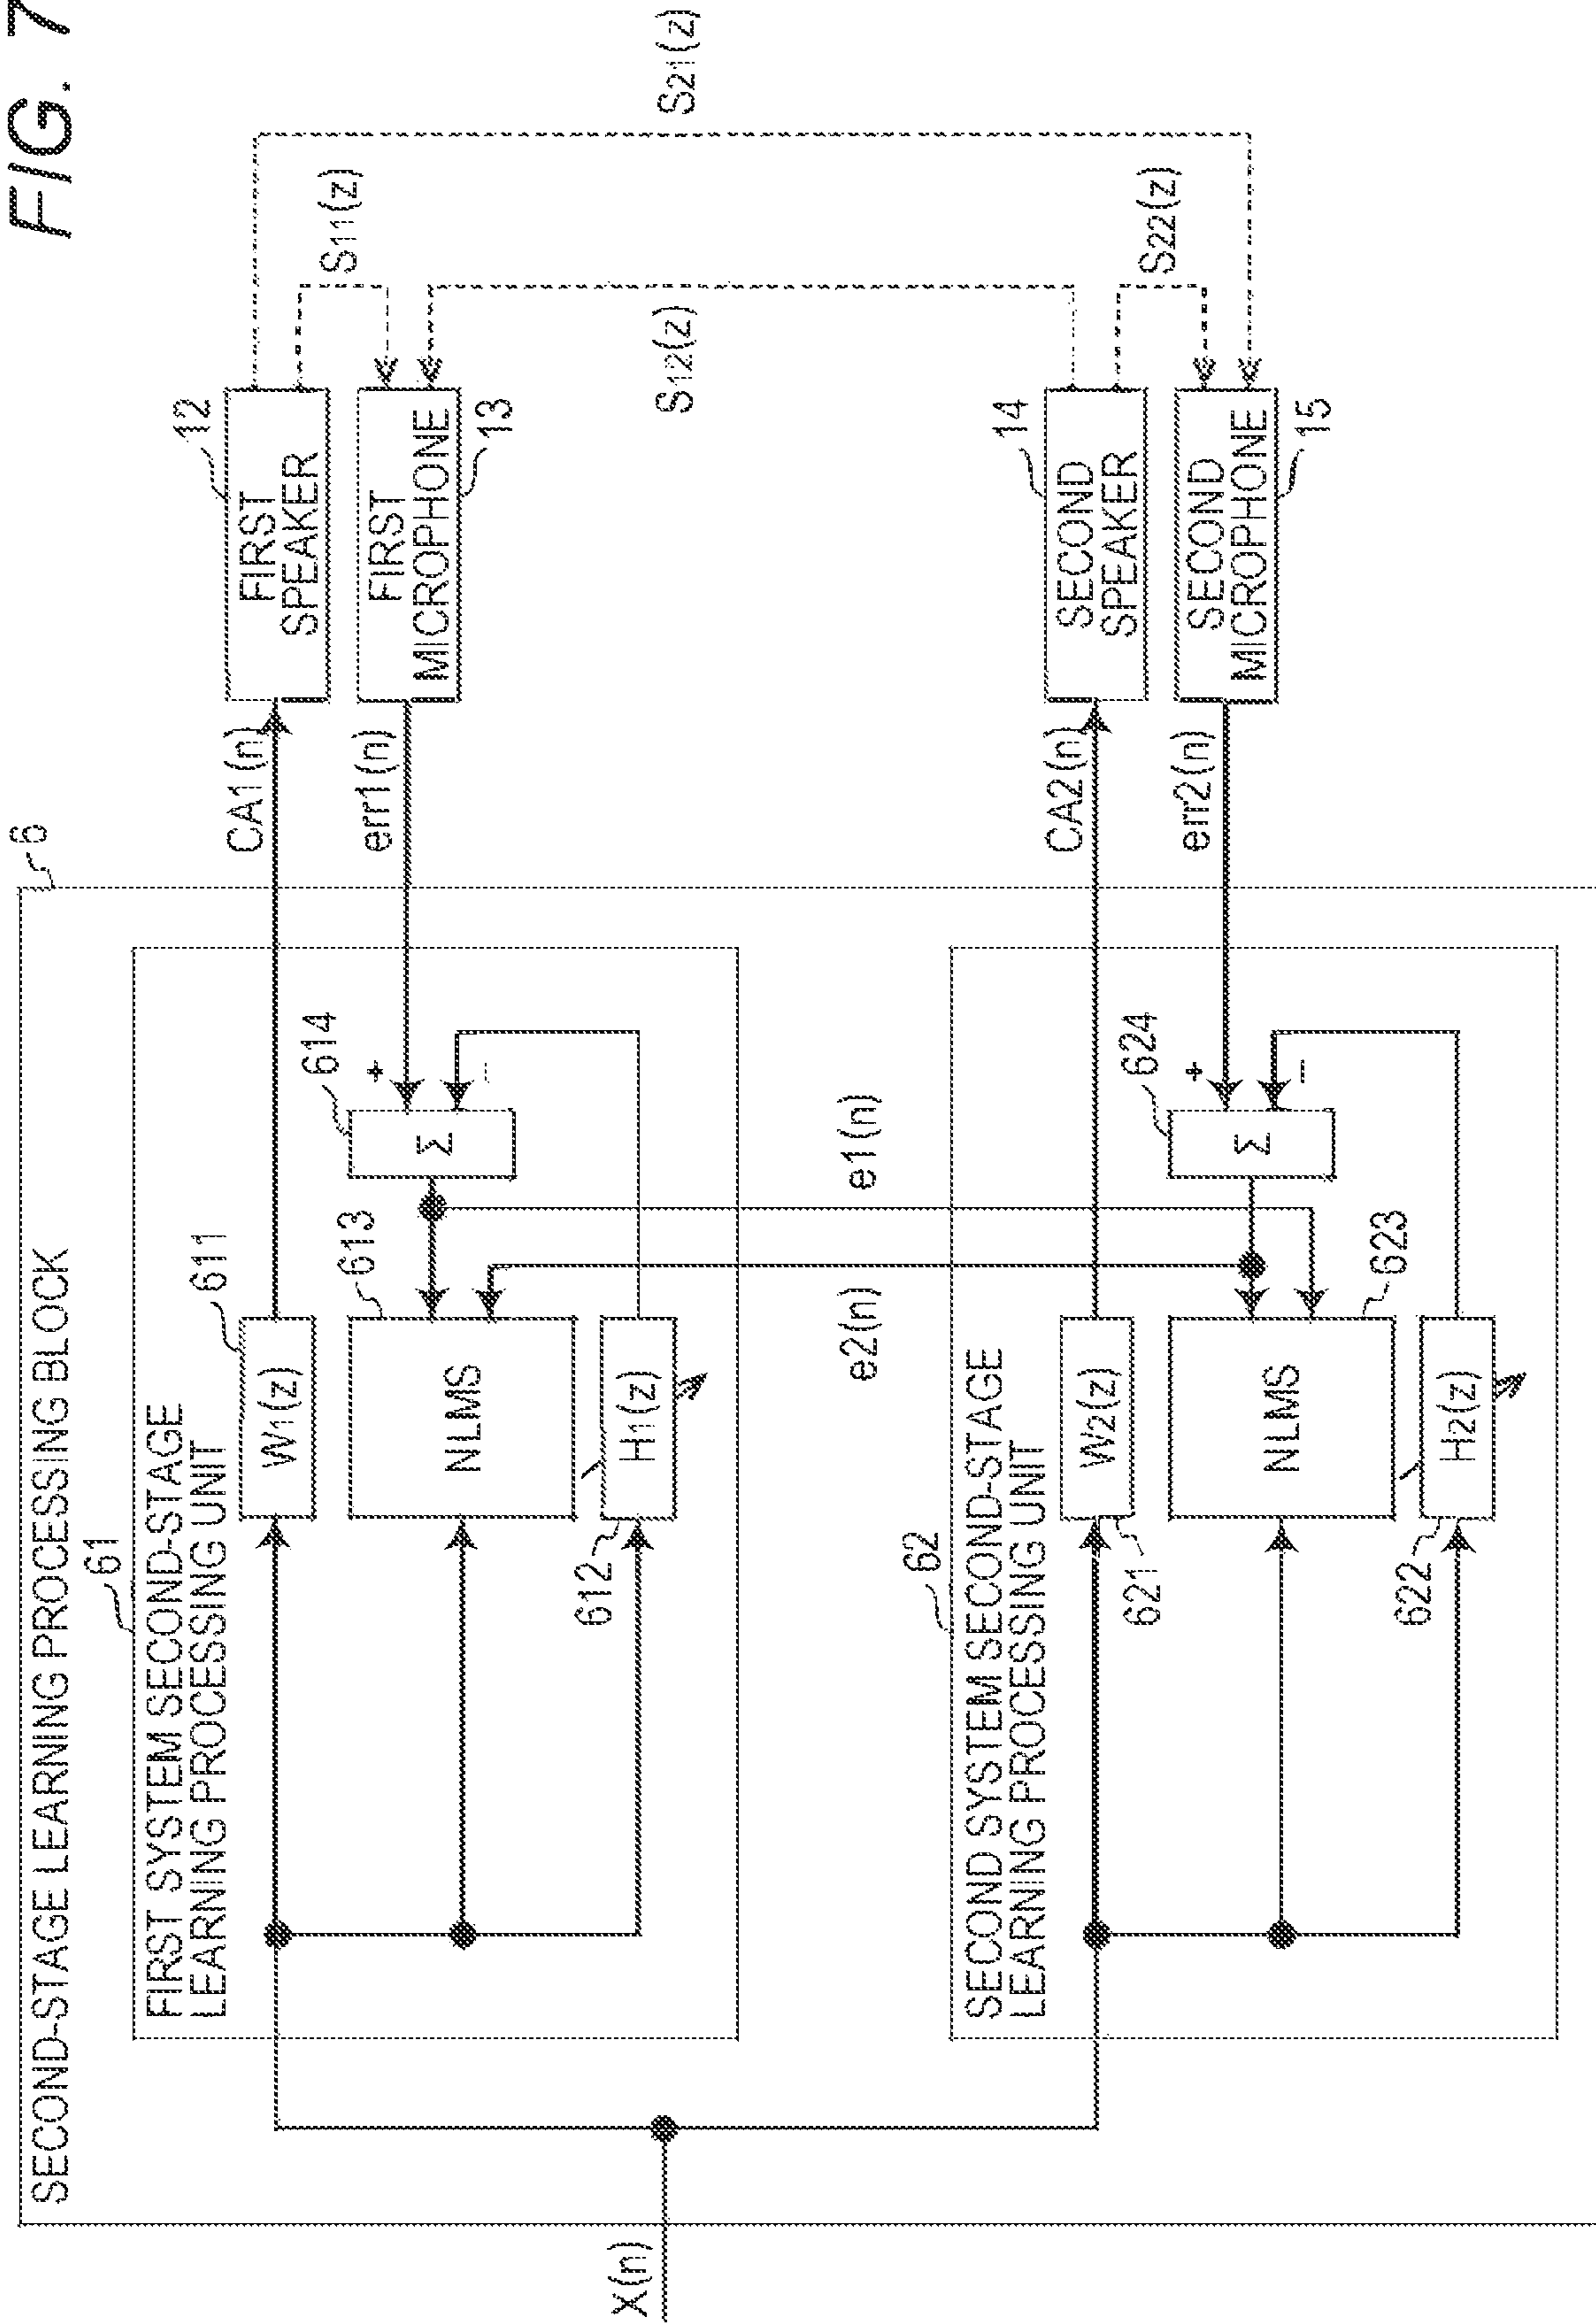 FIG. 7
SECOND-STAGE LEARNING PROCESSING BLOCK
6
61
FIRST SYSTEM SECOND-STAGE
LEARNING PROCESSING UNIT
X(n)
W1(z)
611
CA1(n)
12
FIRST
SPEAKER
S11(z)
S21(z)
NLMS
613
614
Σ
+
−
err1(n)
FIRST
MICROPHONE
13
612
H1(z)
S12(z)
e2(n)
e1(n)
62
SECOND SYSTEM SECOND-STAGE
LEARNING PROCESSING UNIT
W2(z)
621
CA2(n)
14
SECOND
SPEAKER
S22(z)
NLMS
623
624
Σ
+
−
err2(n)
SECOND
MICROPHONE
15
622
H2(z)